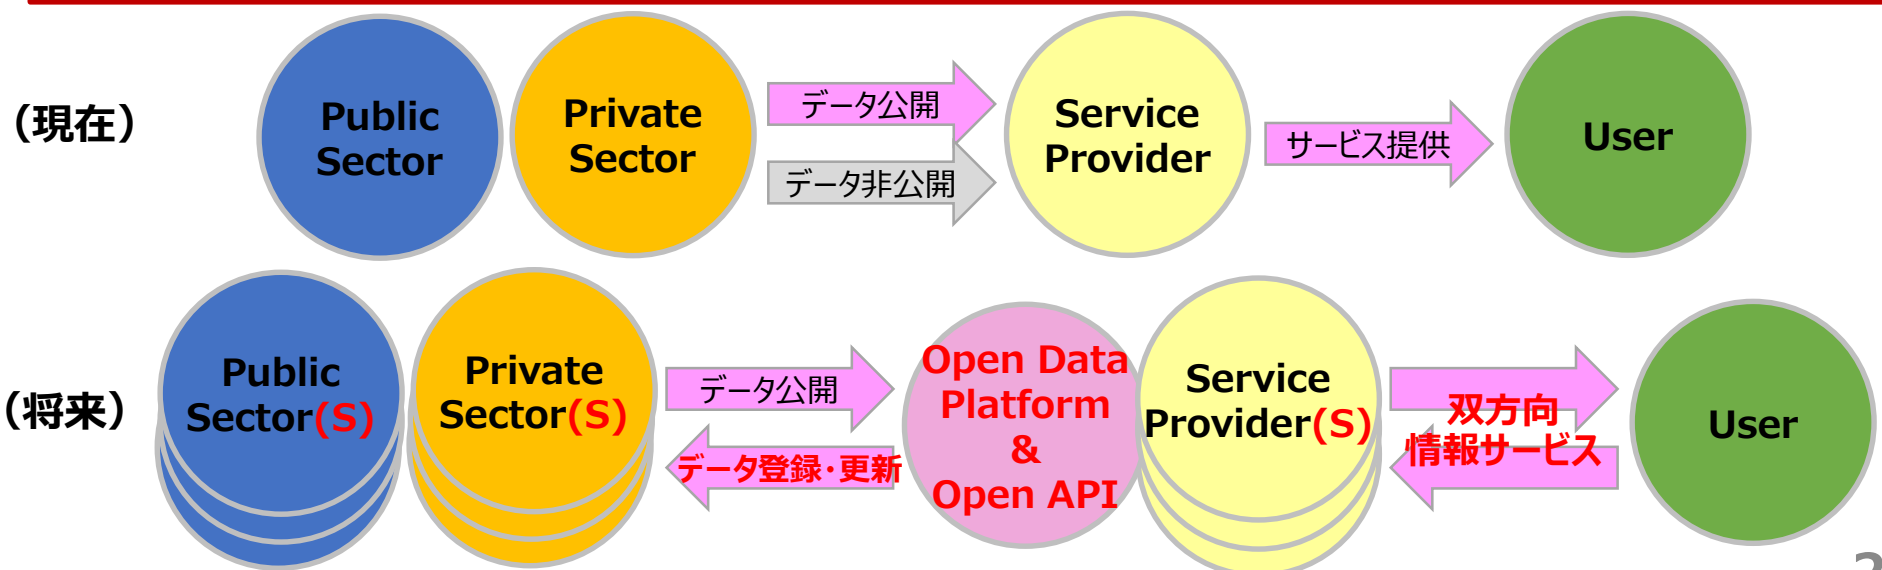 （現在）
Public
Sector
Private
Sector
データ公開
データ非公開
Service
Provider
サービス提供
User
（将来）
Public
Sector(S)
Private
Sector(S)
データ公開
データ登録・更新
Open Data
Platform
&
Open API
Service
Provider(S)
双方向
情報サービス
User